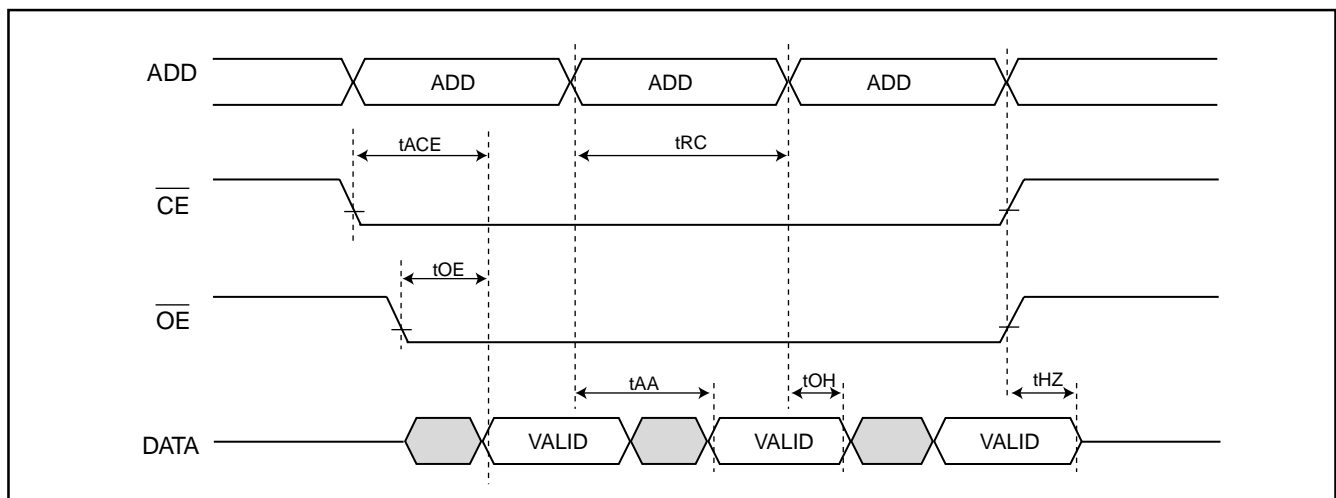 ADD
ADD
ADD
ADD
tACE
tRC
CE
tOE
OE
tAA
tOH
tHZ
DATA
VALID
VALID
VALID